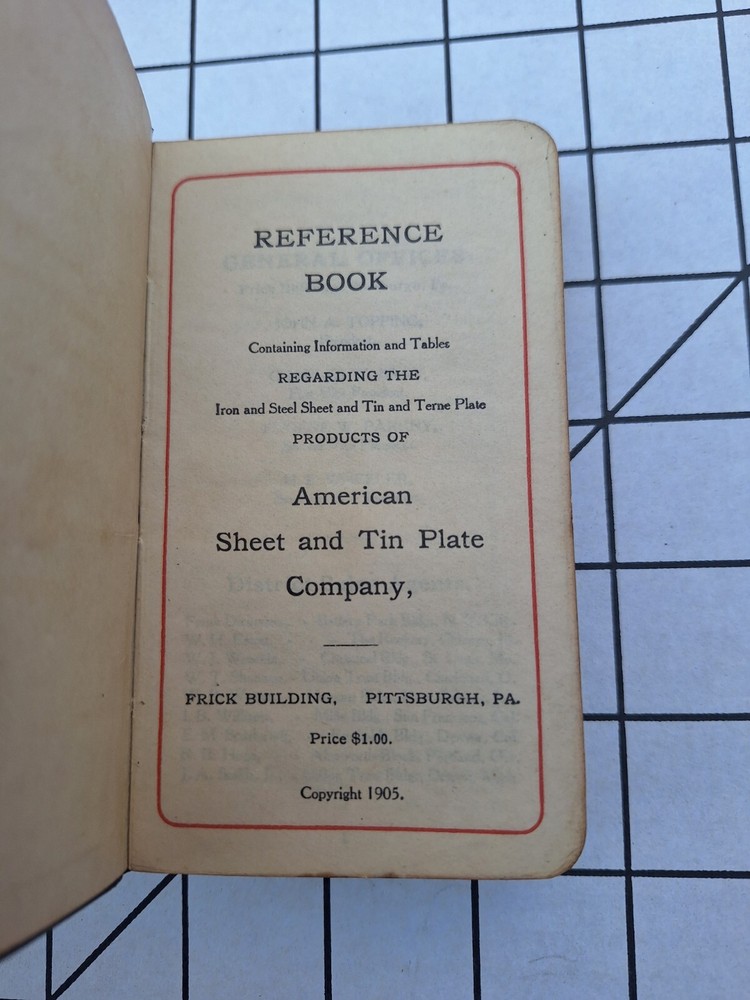 REFERENCE
BOOK
Containing Information and Tables
REGARDING THE
Iron and Steel Sheet and Tin and Terne Plate
PRODUCTS OF
American
Sheet and Tin Plate
Company,
FRICK BUILDING, PITTSBURGH, PA.
Price $1.00.
Copyright 1905.